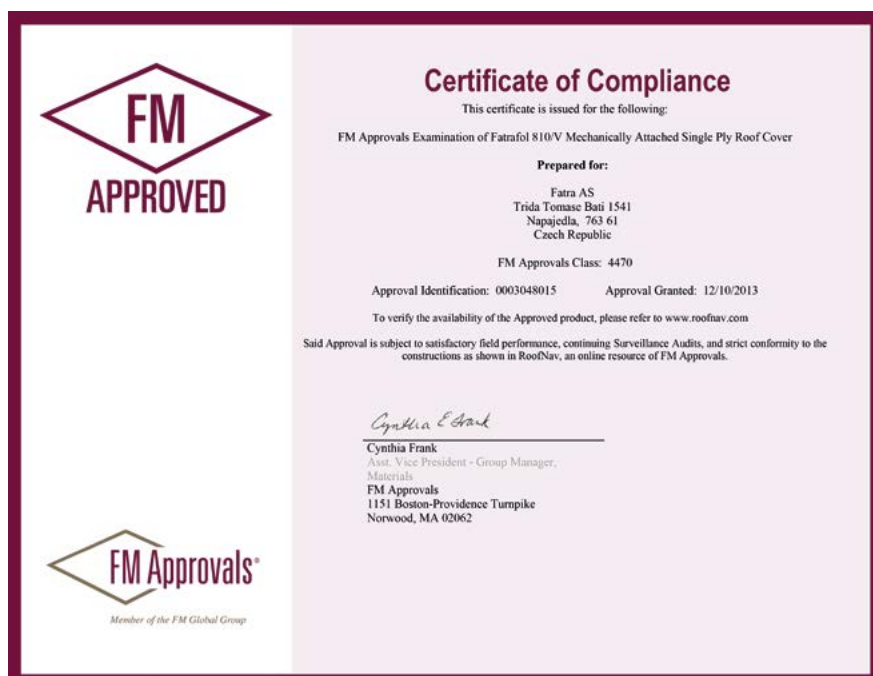 FM
APPROVED
Certificate of Compliance
This certificate is issued for the following:
FM Approvals Examination of Fatrafol 810/V Mechanically Attached Single Ply Roof Cover
Prepared for:
Fatra AS
Trida Tomase Bati 1541
Napajedla, 763 61
Czech Republic
FM Approvals Class: 4470
Approval Identification: 0003048015 Approval Granted: 12/10/2013
To verify the availability of the Approved product, please refer to www.roofnav.com
Said Approval is subject to satisfactory field performance, continuing Surveillance Audits, and strict conformity to the
constructions as shown in RoofNav, an online resource of FM Approvals.
Cynthia E Frank
Cynthia Frank
Asst. Vice President - Group Manager,
Materials
FM Approvals
1151 Boston-Providence Turnpike
Norwood, MA 02062
FM Approvals®
Member of the FM Global Group